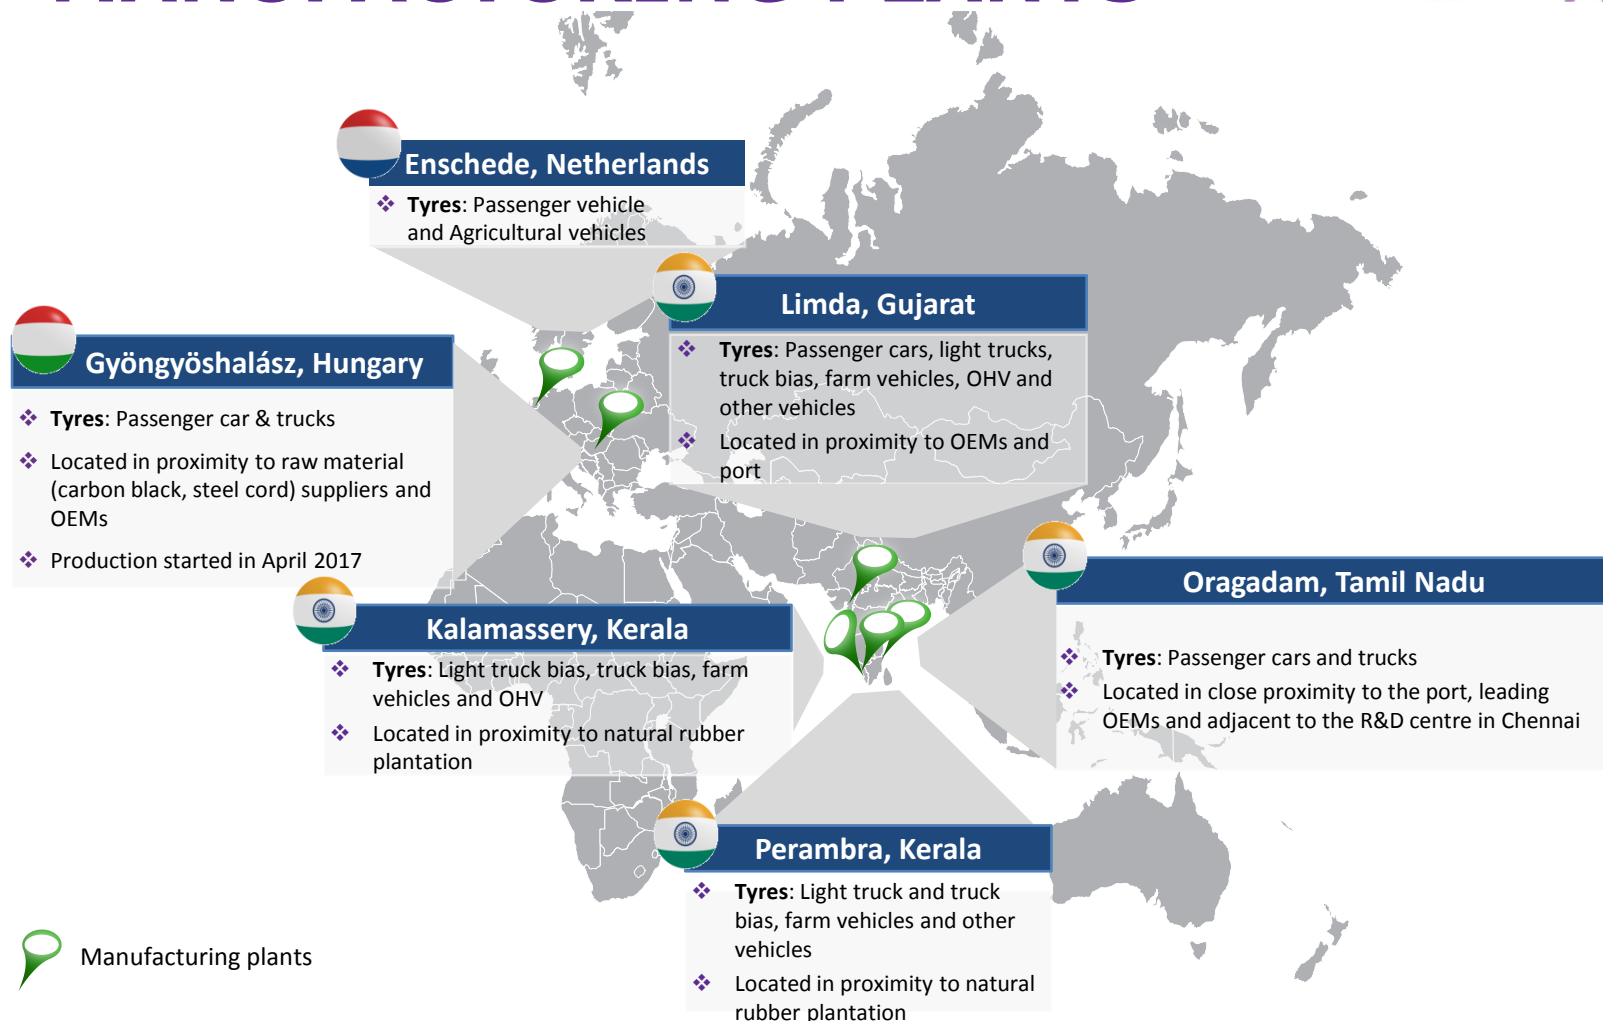 Enschede, Netherlands
❖ Tyres: Passenger vehicle
and Agricultural vehicles
Limda, Gujarat
❖ Tyres: Passenger cars, light trucks,
truck bias, farm vehicles, OHV and
other vehicles
❖ Located in proximity to OEMs and
port
Gyöngyöshalász, Hungary
❖ Tyres: Passenger car & trucks
❖ Located in proximity to raw material
(carbon black, steel cord) suppliers and
OEMs
❖ Production started in April 2017
Oragadam, Tamil Nadu
❖ Tyres: Passenger cars and trucks
❖ Located in close proximity to the port, leading
OEMs and adjacent to the R&D centre in Chennai
Kalamassery, Kerala
❖ Tyres: Light truck bias, truck bias, farm
vehicles and OHV
❖ Located in proximity to natural rubber
plantation
Perambra, Kerala
❖ Tyres: Light truck and truck
bias, farm vehicles and other
vehicles
❖ Located in proximity to natural
rubber plantation
Manufacturing plants